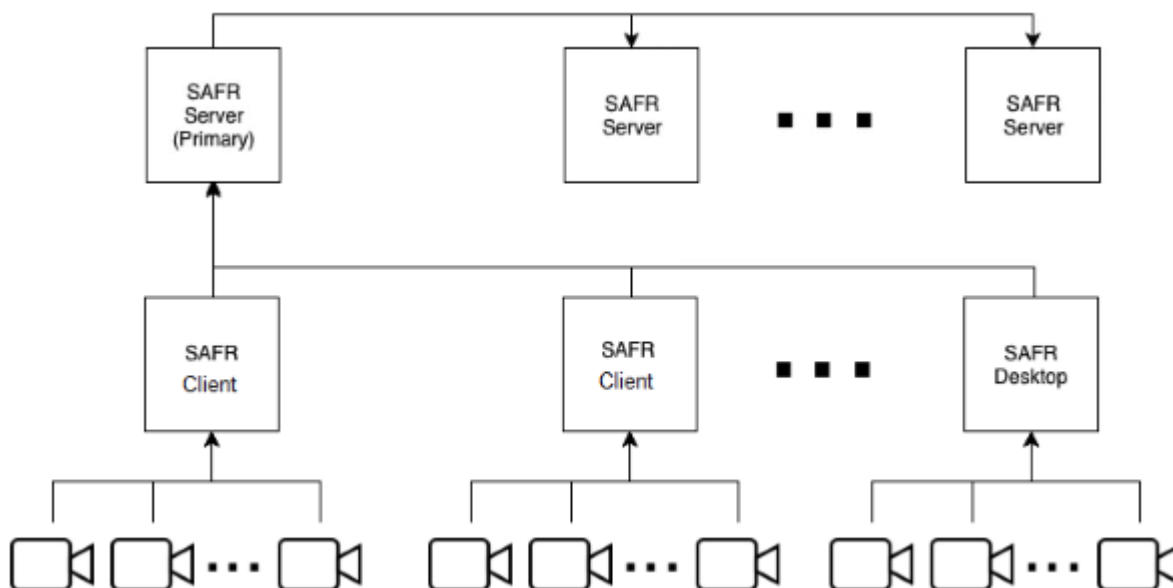 SAFR
Server
(Primary)
SAFR
Server
SAFR
Server
SAFR
Client
SAFR
Client
SAFR
Desktop